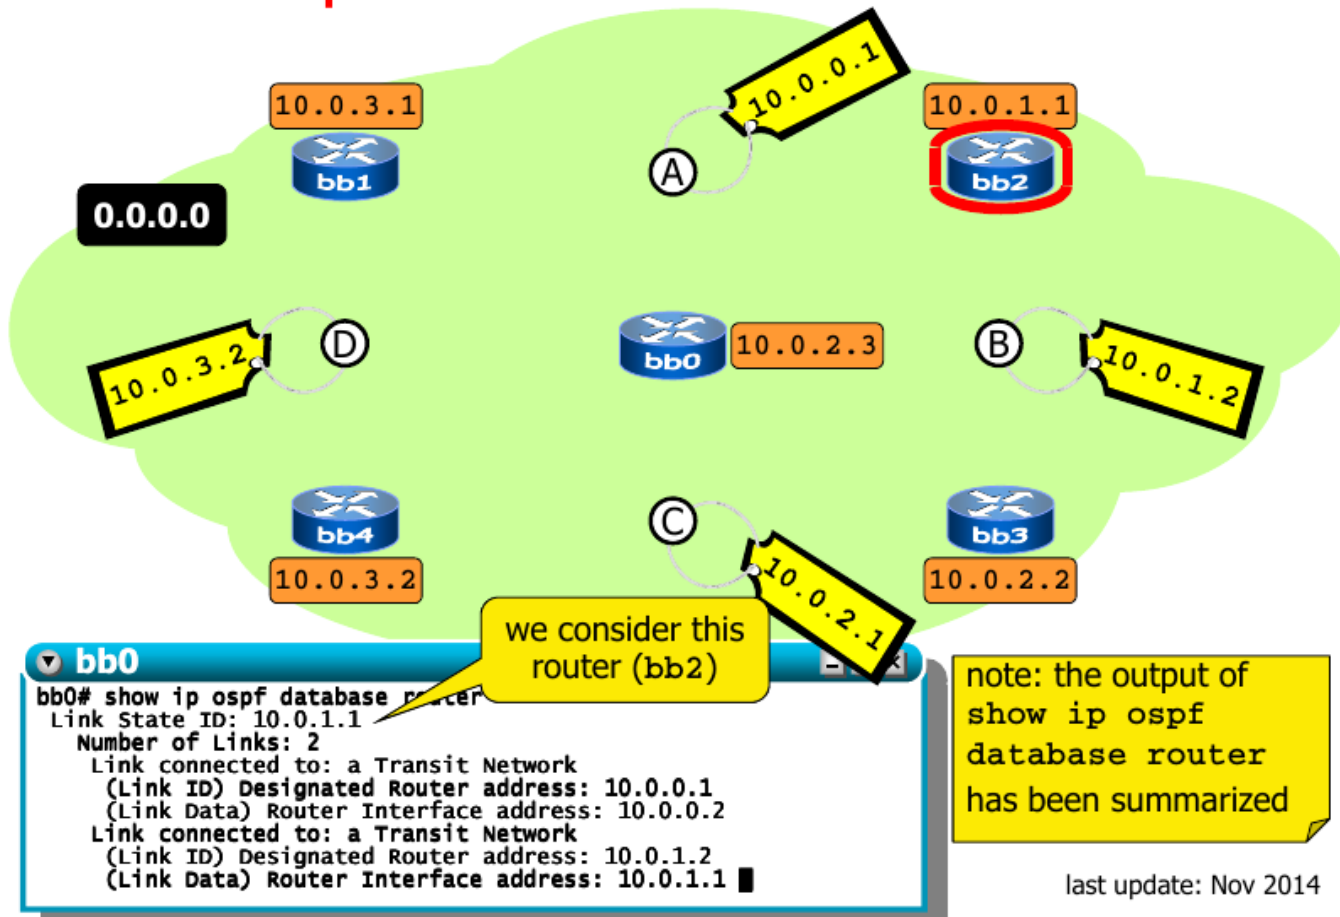 10.0.3.1
10.0.0.1
10.0.1.1
bb1
A
bb2
0.0.0.0
D
bb0
10.0.2.3
B
10.0.3.2
10.0.1.2
bb4
C
bb3
10.0.3.2
10.0.2.1
10.0.2.2
we consider this
router (bb2)
bb0
bb0# show ip ospf database router
Link State ID: 10.0.1.1
Number of Links: 2
Link connected to: a Transit Network
(Link ID) Designated Router address: 10.0.0.1
(Link Data) Router Interface address: 10.0.0.2
Link connected to: a Transit Network
(Link ID) Designated Router address: 10.0.1.2
(Link Data) Router Interface address: 10.0.1.1
note: the output of
show ip ospf
database router
has been summarized
last update: Nov 2014